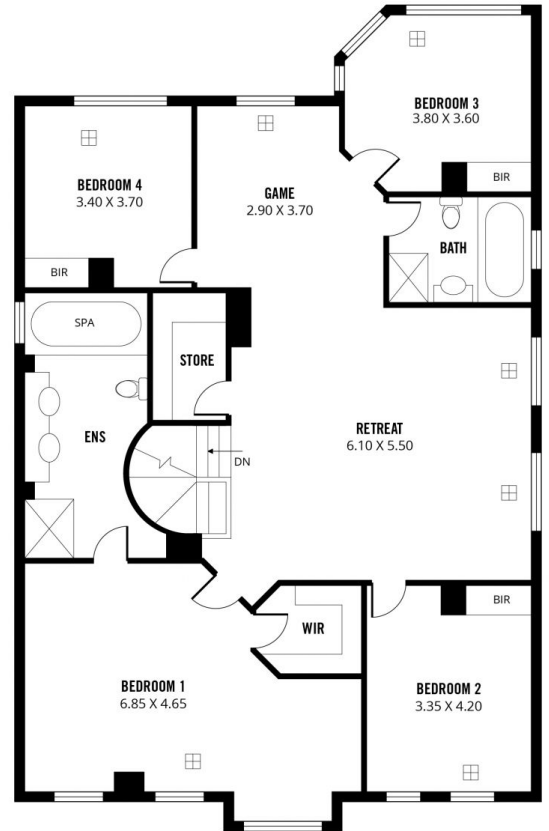 BEDROOM 3
3.80 X 3.60
BIR
BEDROOM 4
3.40 X 3.70
BIR
GAME
2.90 X 3.70
BATH
SPA
STORE
ENS
DN
RETREAT
6.10 X 5.50
BIR
WIR
BEDROOM 1
6.85 X 4.65
BEDROOM 2
3.35 X 4.20